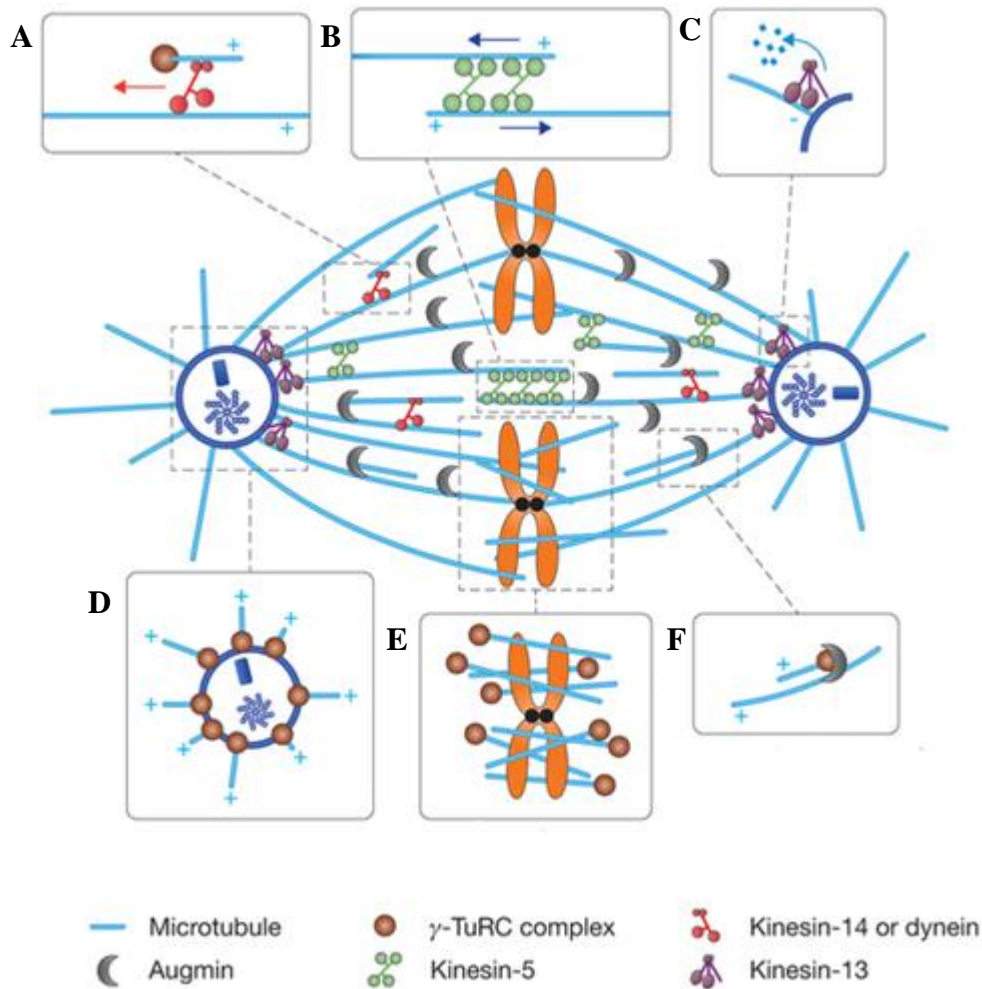 A
B
C
+
+
+
+
-
D
E
F
+
+
+
+
+
+
+
+
+
+
Microtubule
γ-TuRC complex
Kinesin-14 or dynein
Augmin
Kinesin-5
Kinesin-13